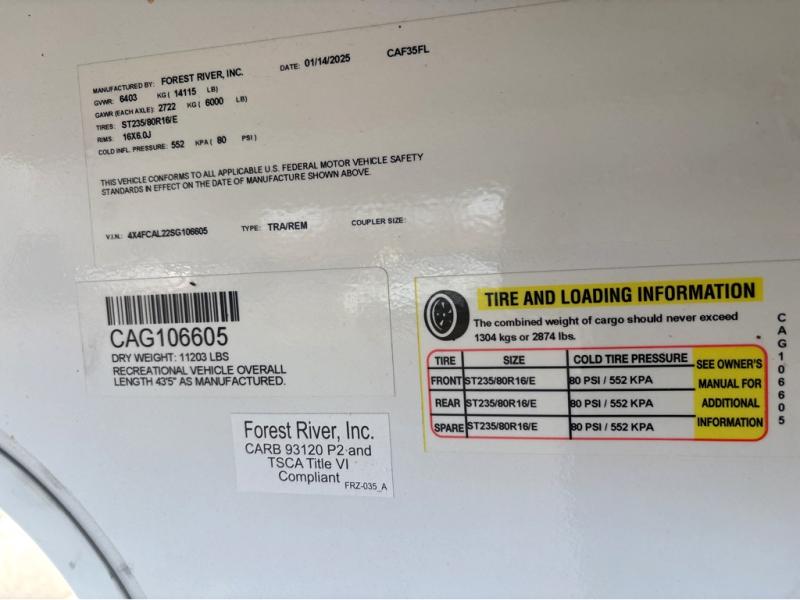 MANUFACTURED BY: FOREST RIVER, INC. DATE: 01/14/2025 CAF35FL
GVWR: 6403 KG ( 14115 LB)
GAWR (EACH AXLE): 2722 KG ( 6000 LB)
TIRES: ST235/80R16/E
RIMS: 16X6.0J
COLD INFL. PRESSURE: 552 KPA ( 80 PSI)
THIS VEHICLE CONFORMS TO ALL APPLICABLE U.S. FEDERAL MOTOR VEHICLE SAFETY
STANDARDS IN EFFECT ON THE DATE OF MANUFACTURE SHOWN ABOVE.
V.I.N.: 4X4FCAL22SG106605 TYPE: TRA/REM COUPLER SIZE:
CAG106605
DRY WEIGHT: 11203 LBS
RECREATIONAL VEHICLE OVERALL
LENGTH 43'5" AS MANUFACTURED.
Forest River, Inc.
CARB 93120 P2 and
TSCA Title VI
Compliant
FRZ-035_A
TIRE AND LOADING INFORMATION
The combined weight of cargo should never exceed
1304 kgs or 2874 lbs.
TIRE SIZE COLD TIRE PRESSURE
FRONT ST235/80R16/E 80 PSI / 552 KPA
REAR ST235/80R16/E 80 PSI / 552 KPA
SPARE ST235/80R16/E 80 PSI / 552 KPA
SEE OWNER'S
MANUAL FOR
ADDITIONAL
INFORMATION
CAG106605